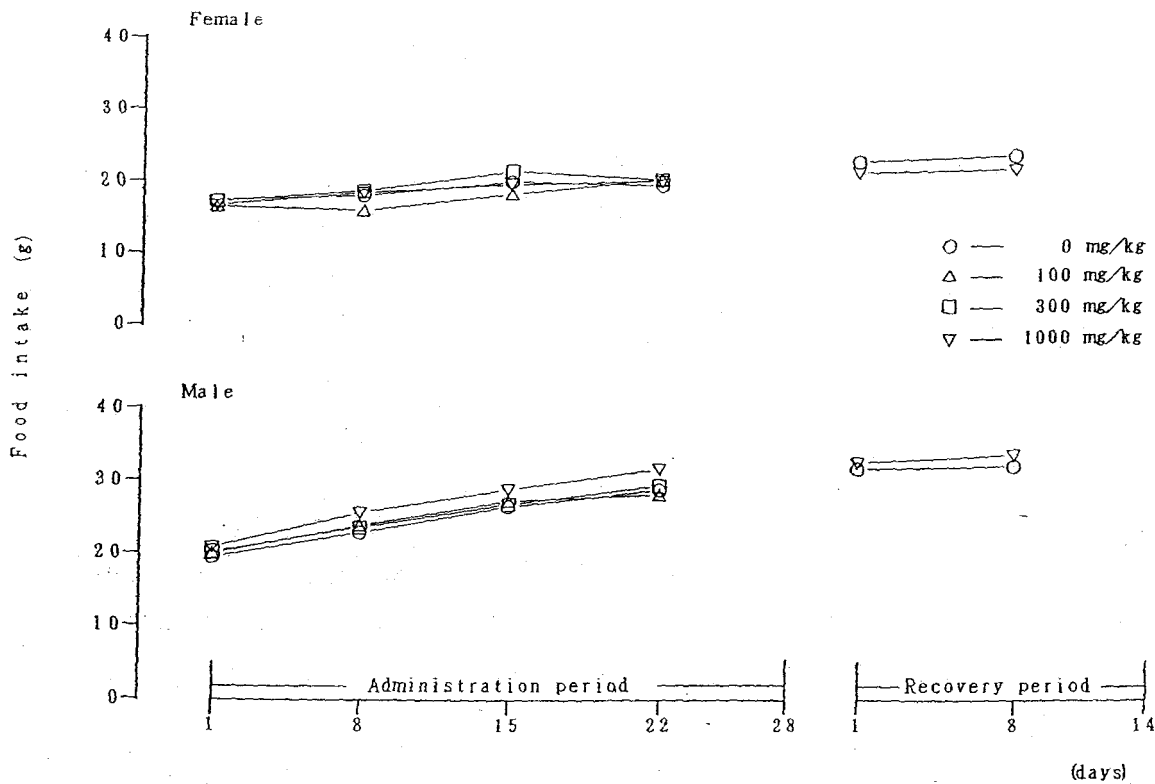 Female
40
30
20
10
0
0 mg/kg
100 mg/kg
300 mg/kg
1000 mg/kg
Food intake (g)
Male
40
30
20
10
0
Administration period
Recovery period
1 8 15 22 28 1 8 14
(days)